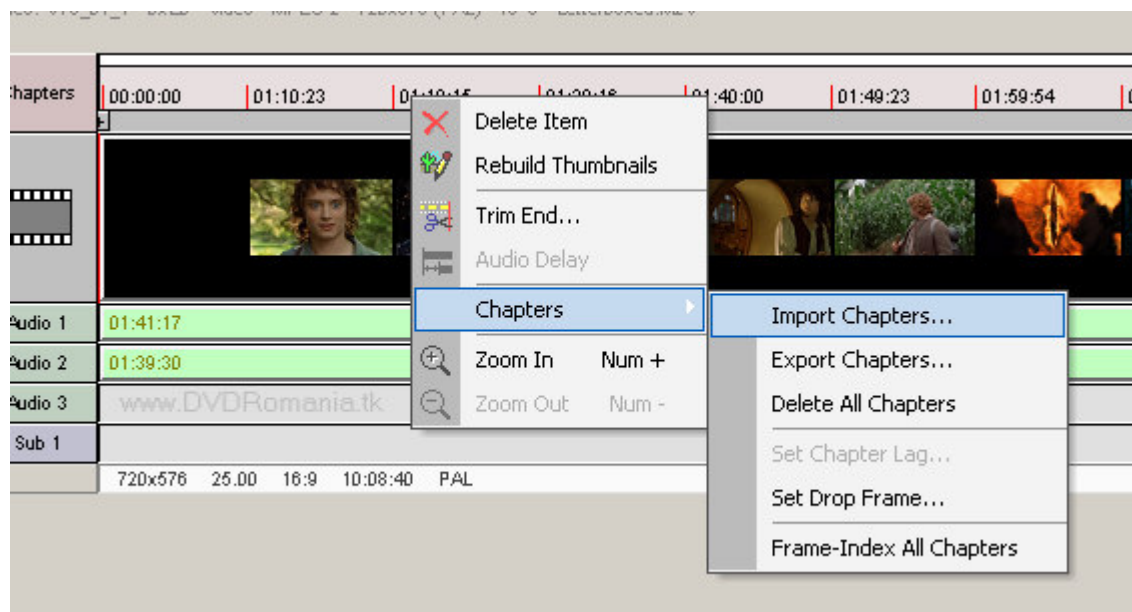 00:00:00 01:10:23 01:40:00 01:49:23 01:59:54
Delete Item
Rebuild Thumbnails
Trim End...
Audio Delay
Chapters
Zoom In Num +
Zoom Out Num -
Import Chapters...
Export Chapters...
Delete All Chapters
Set Chapter Lag...
Set Drop Frame...
Frame-Index All Chapters
Audio 1 01:41:17
Audio 2 01:39:30
Audio 3 www.DVDRomania.tk
Sub 1
720x576 25.00 16:9 10:08:40 PAL